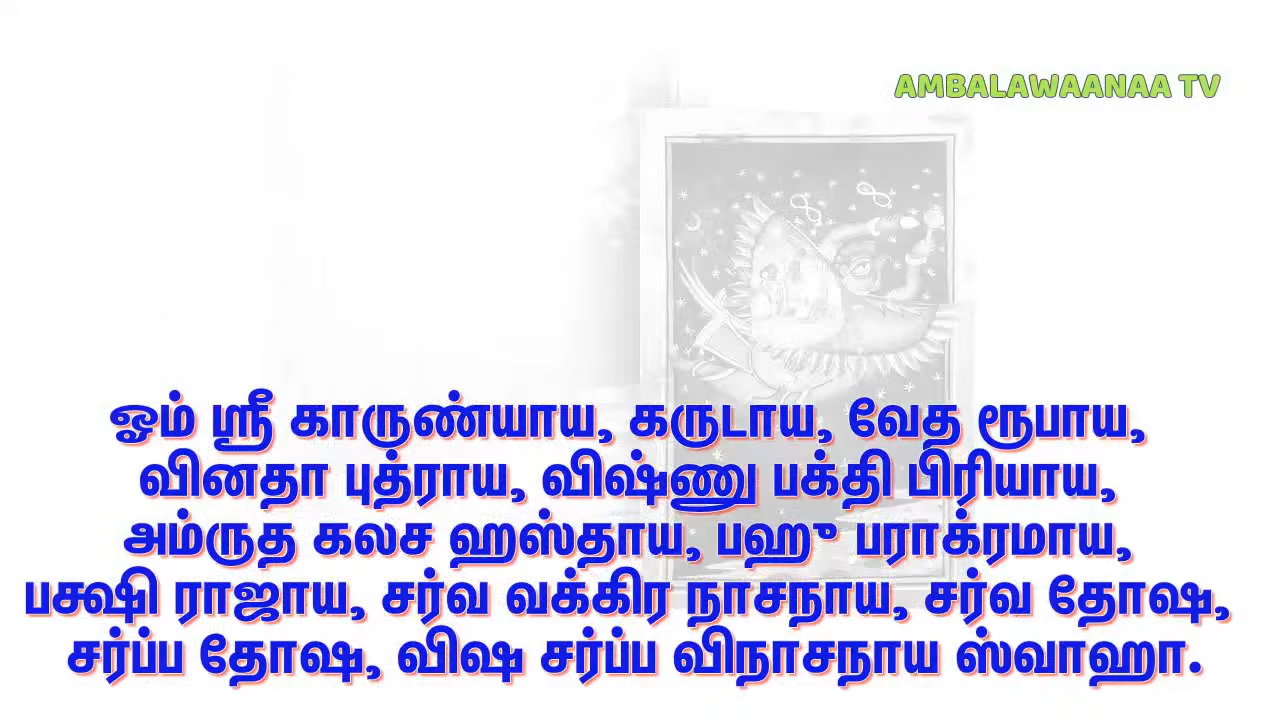 AMBALAWAANAA TV
ஓம் ஸ்ரீ காருண்யாய, கருடாய, வேத ரூபாய,
வினதா புத்ராய, விஷ்ணு பக்தி பிரியாய,
அம்ருத கலச ஹஸ்தாய, பஹு பராக்ரமாய,
பக்ஷி ராஜாய, சர்வ வக்கிர நாசநாய, சர்வ தோஷ,
சர்ப்ப தோஷ, விஷ சர்ப்ப விநாசநாய ஸ்வாஹா.